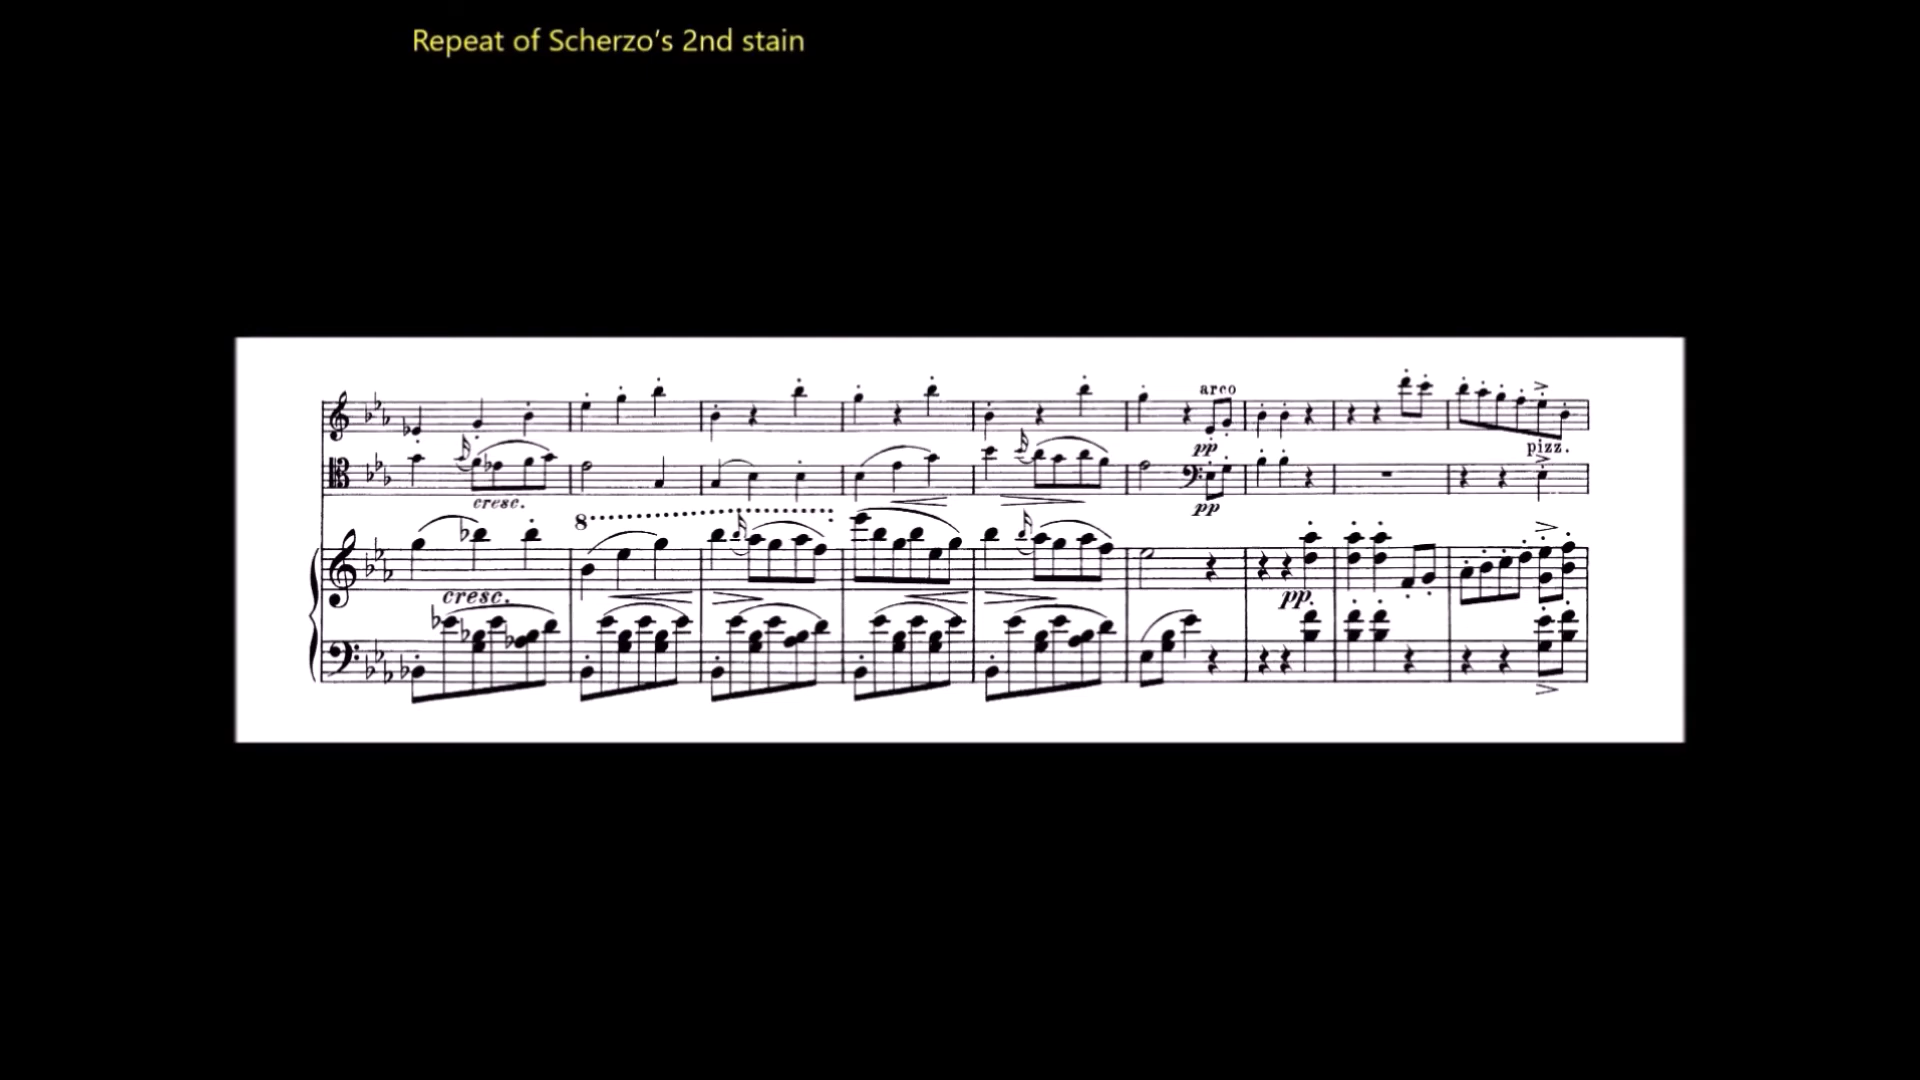 Repeat of Scherzo's 2nd stain
arco
pp
pizz.
cresc.
pp
8
cresc.
pp